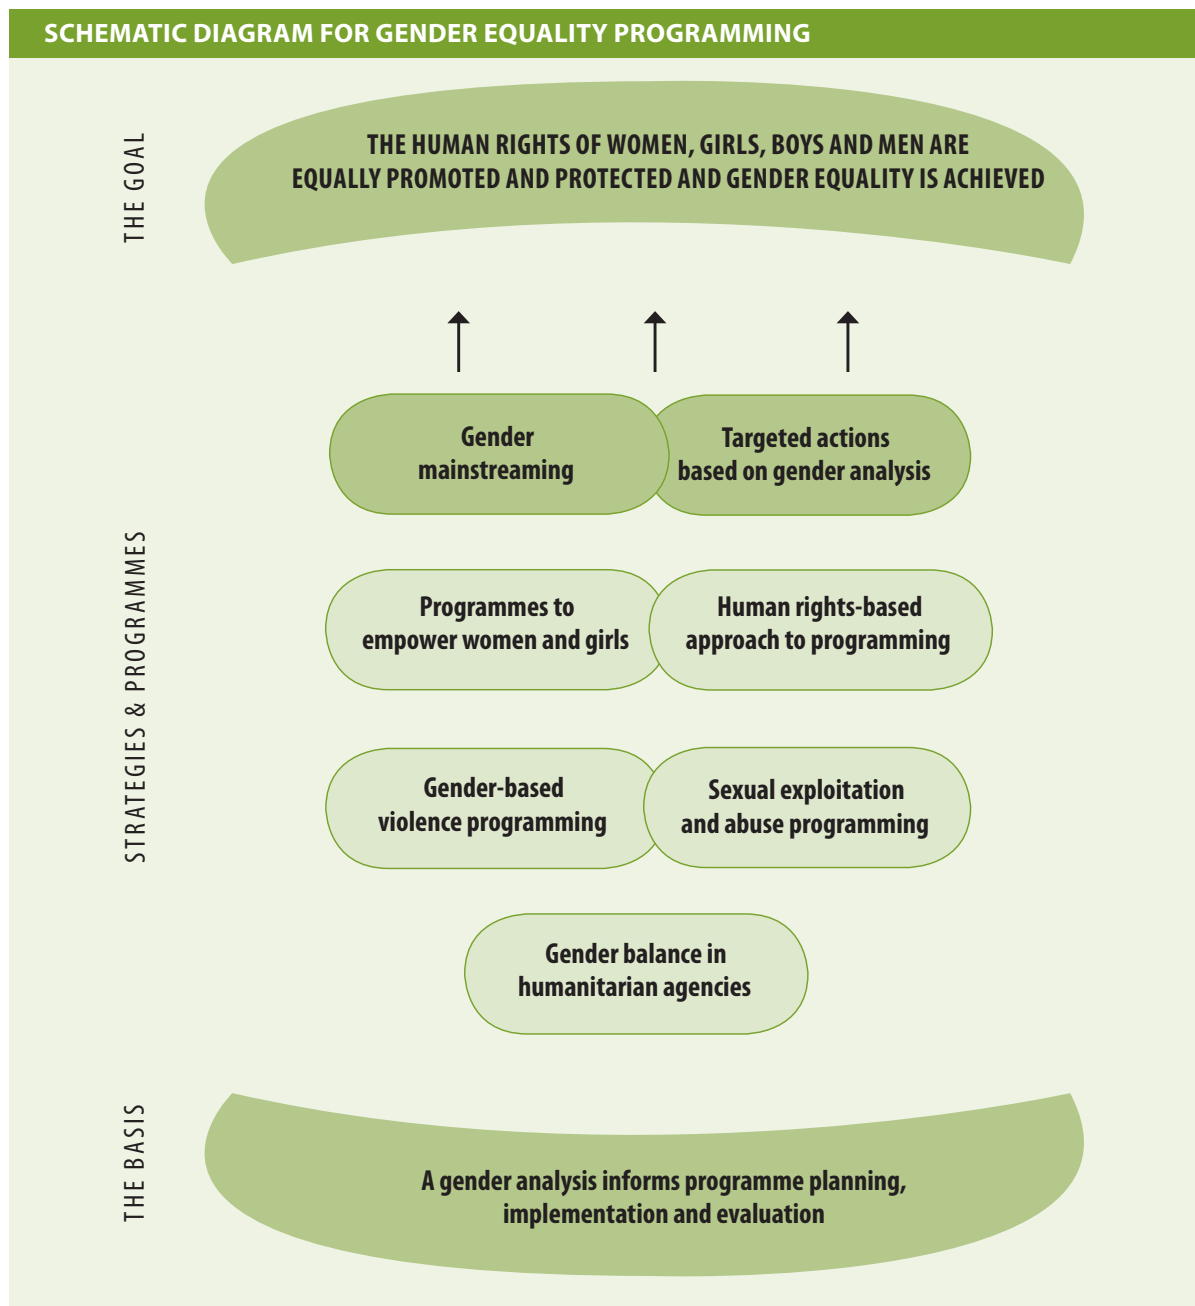 SCHEMATIC DIAGRAM FOR GENDER EQUALITY PROGRAMMING
THE GOAL
THE HUMAN RIGHTS OF WOMEN, GIRLS, BOYS AND MEN ARE
EQUALLY PROMOTED AND PROTECTED AND GENDER EQUALITY IS ACHIEVED
STRATEGIES & PROGRAMMES
Gender
mainstreaming
Targeted actions
based on gender analysis
Programmes to
empower women and girls
Human rights-based
approach to programming
Gender-based
violence programming
Sexual exploitation
and abuse programming
Gender balance in
humanitarian agencies
THE BASIS
A gender analysis informs programme planning,
implementation and evaluation